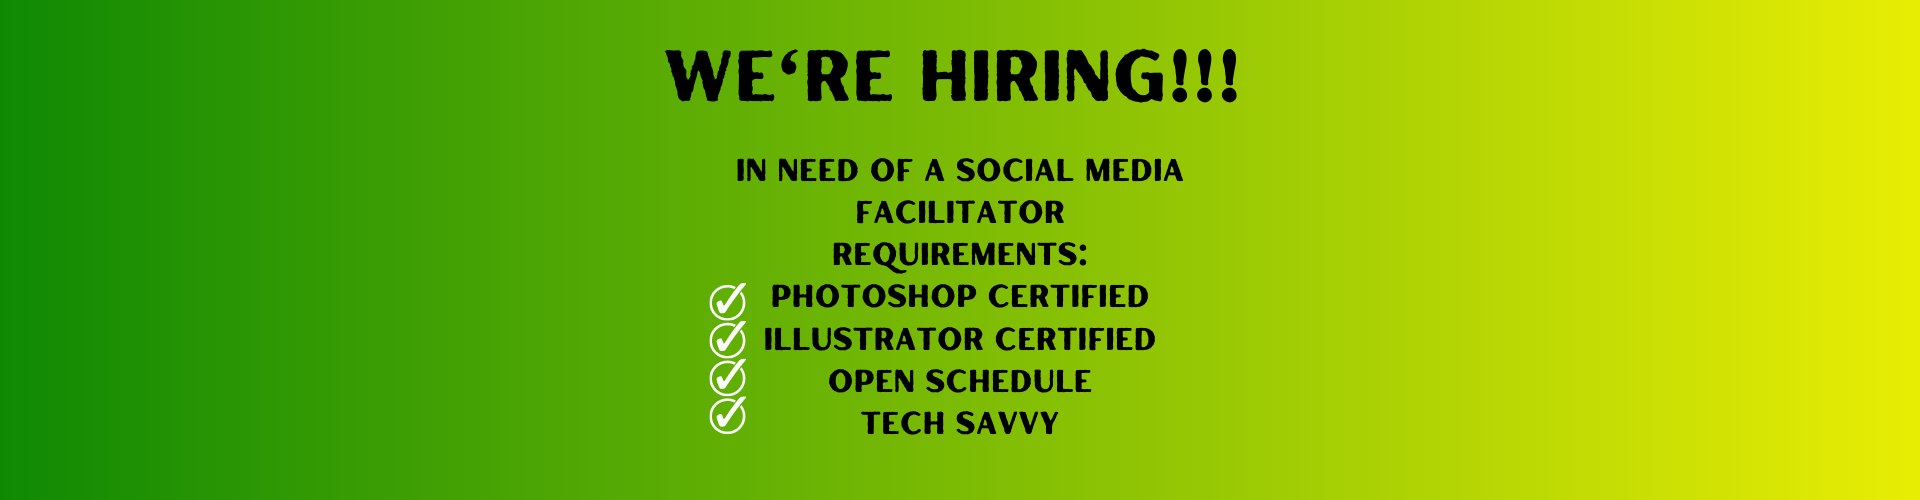 WE‘RE HIRING!!!
IN NEED OF A SOCIAL MEDIA
FACILITATOR
REQUIREMENTS:
PHOTOSHOP CERTIFIED
ILLUSTRATOR CERTIFIED
OPEN SCHEDULE
TECH SAVVY